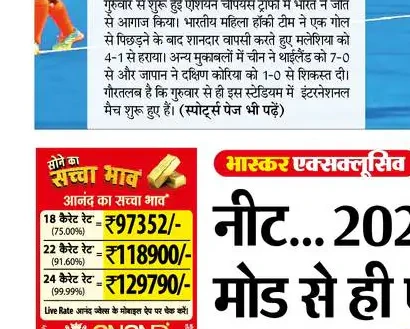 गुरुवार से शुरू हुई एशियन चैंपियंस ट्रॉफी में भारत ने जीत
से आगाज किया। भारतीय महिला हॉकी टीम ने एक गोल
से पिछड़ने के बाद शानदार वापसी करते हुए मलेशिया को
4-1 से हराया। अन्य मुकाबलों में चीन ने थाईलैंड को 7-0
से और जापान ने दक्षिण कोरिया को 1-0 से शिकस्त दी।
गौरतलब है कि गुरुवार से ही इस स्टेडियम में इंटरनेशनल
मैच शुरू हुए हैं। (स्पोर्ट्स पेज भी पढ़ें)
सोने का
सच्चा भाव
आनंद का सच्चा भाव*
18 कैरेट रेट* = ₹97352/-
(75.00%)
22 कैरेट रेट* = ₹118900/-
(91.60%)
24 कैरेट रेट* = ₹129790/-
(99.99%)
Live Rate आनंद ज्वेल्स के मोबाइल ऐप पर चेक करें।
भास्कर एक्सक्लूसिव
नीट... 202
मोड से ही